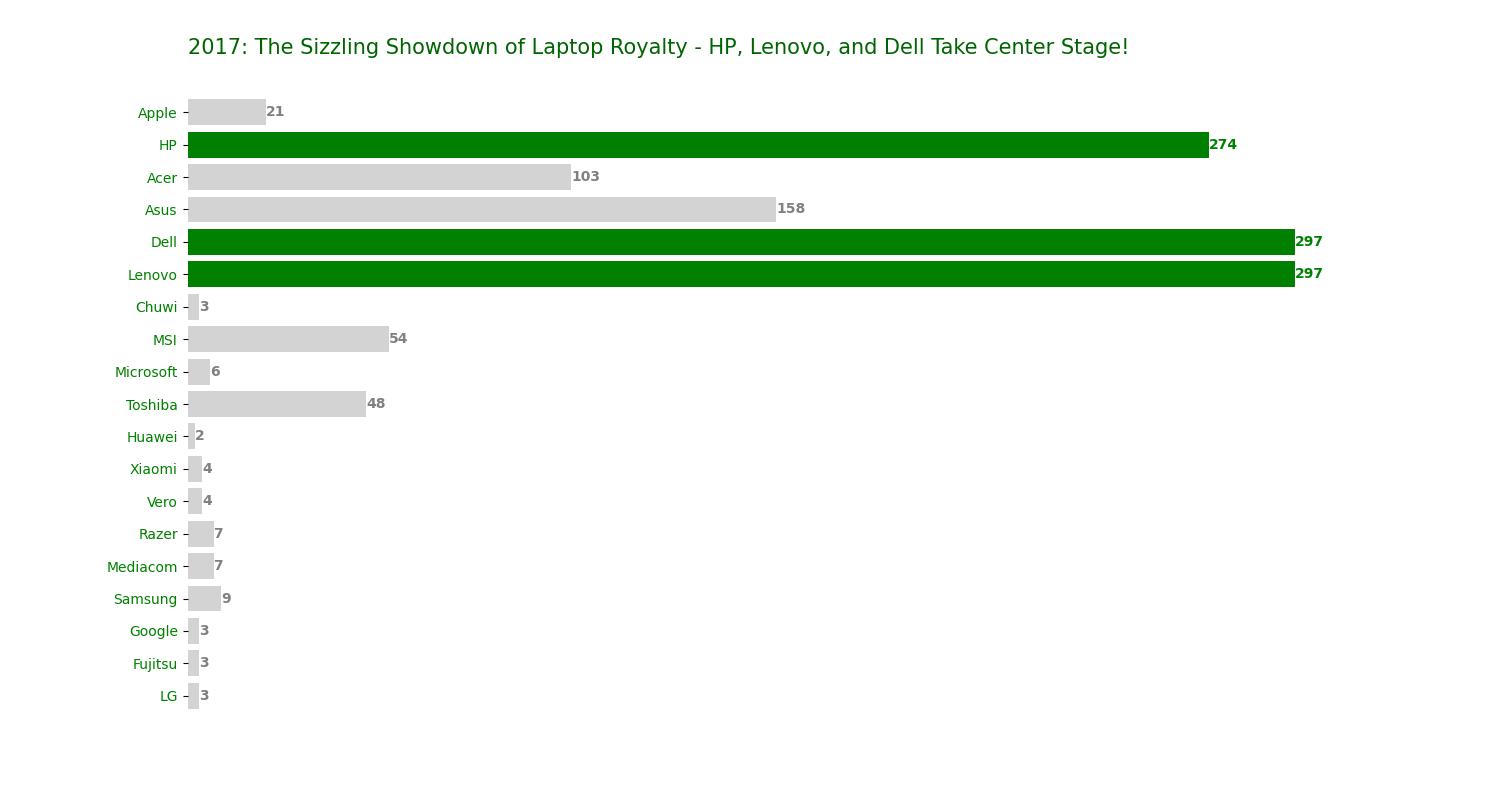 2017: The Sizzling Showdown of Laptop Royalty - HP, Lenovo, and Dell Take Center Stage!
Apple 21
HP 274
Acer 103
Asus 158
Dell 297
Lenovo 297
Chuwi 3
MSI 54
Microsoft 6
Toshiba 48
Huawei 2
Xiaomi 4
Vero 4
Razer 7
Mediacom 7
Samsung 9
Google 3
Fujitsu 3
LG 3